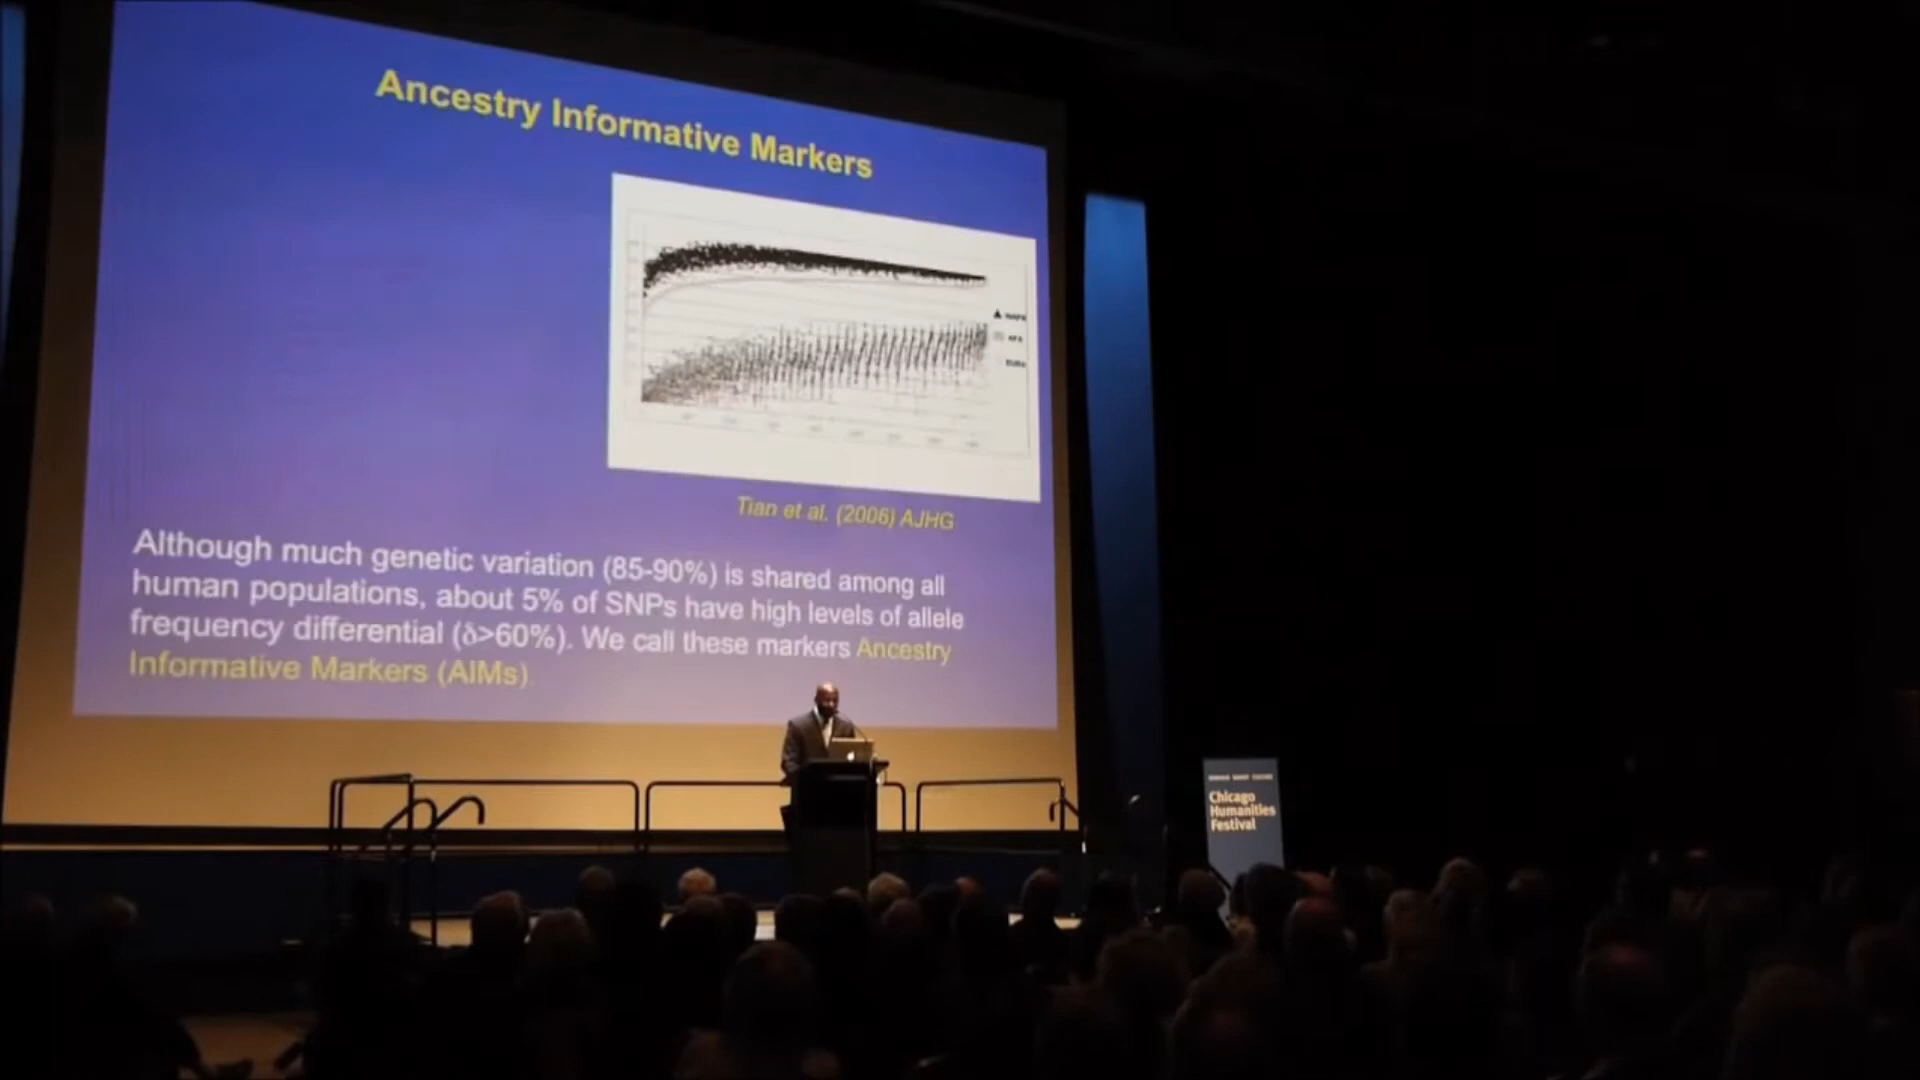 Ancestry Informative Markers
Tian et al. (2006) AJHG
Although much genetic variation (85-90%) is shared among all
human populations, about 5% of SNPs have high levels of allele
frequency differential (δ>60%). We call these markers Ancestry
Informative Markers (AIMs)
Chicago
Humanities
Festival